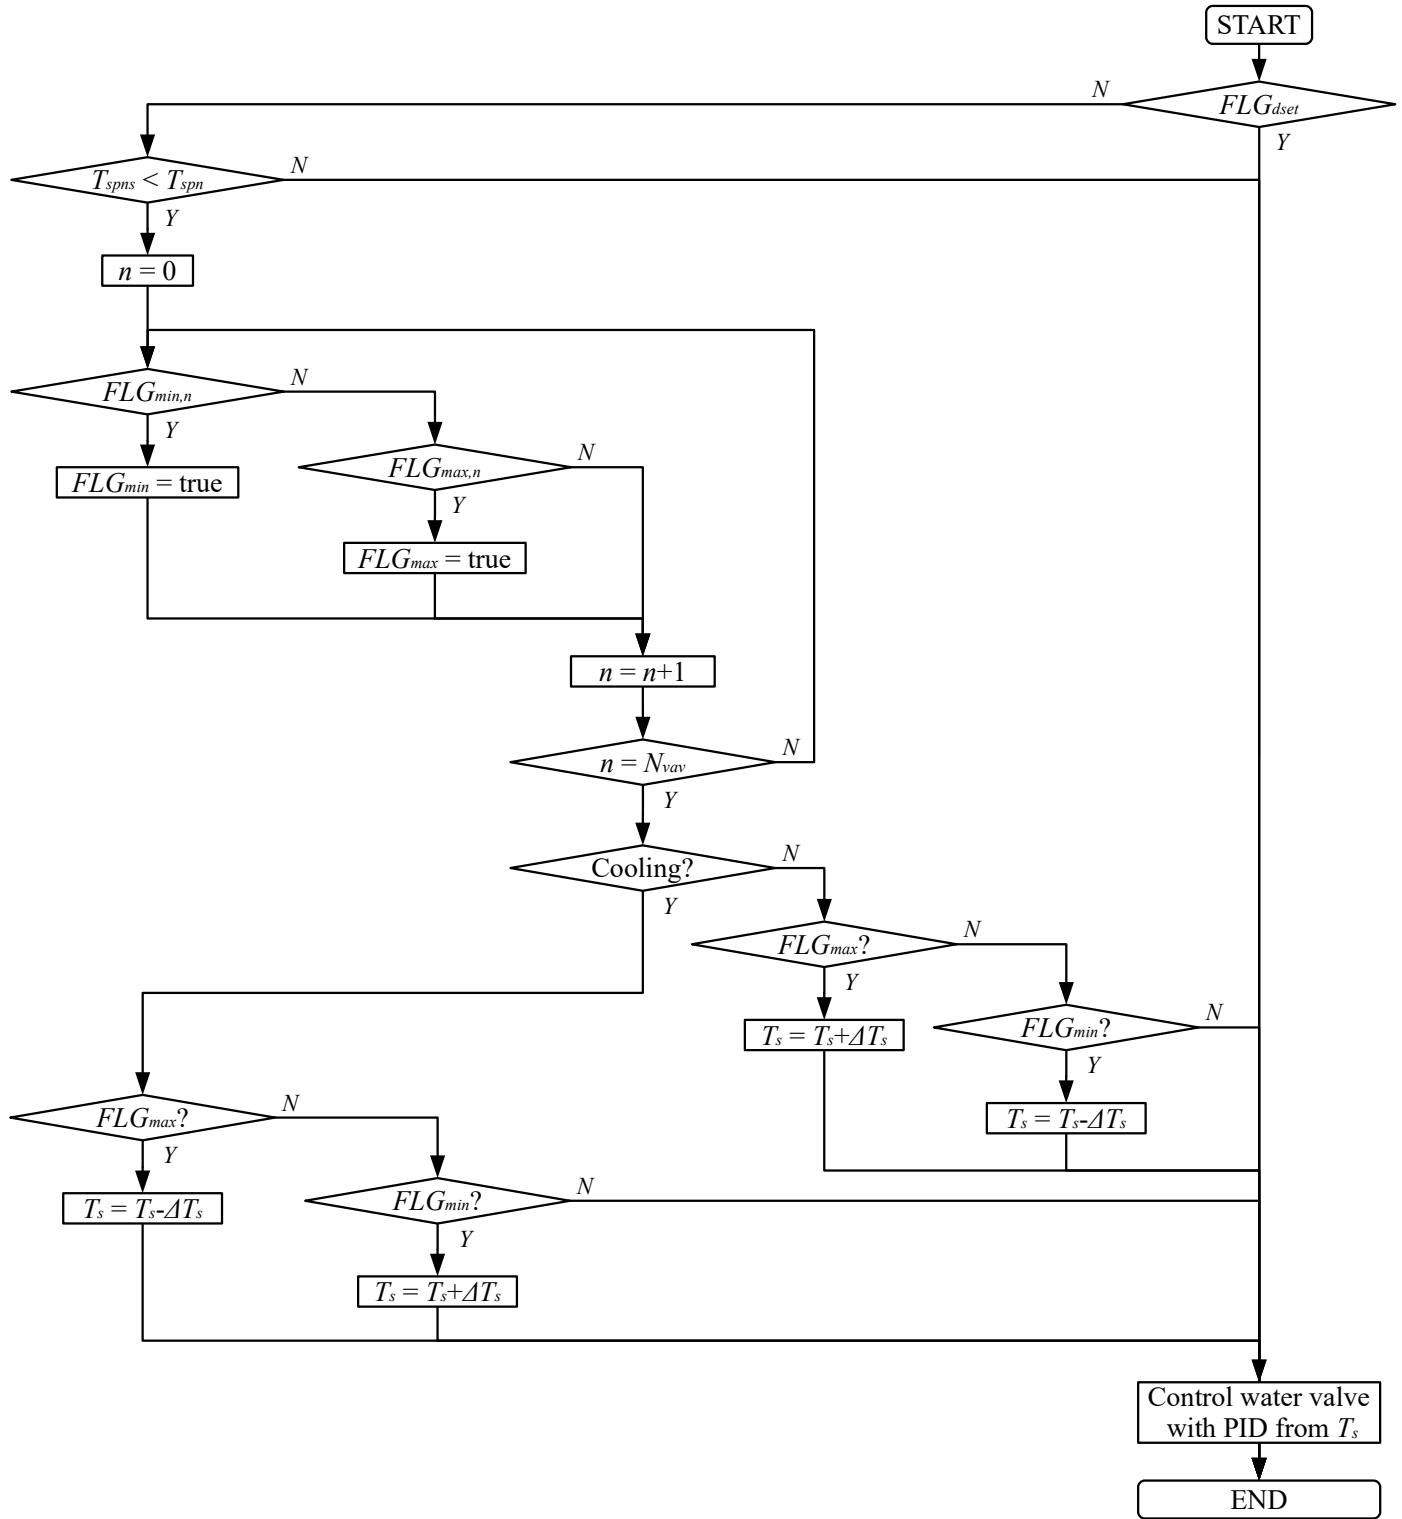 START
N
FLGdset
Y
Tspns < Tspn
N
Y
n = 0
FLGmin,n
N
Y
FLGmax,n
N
FLGmin = true
Y
FLGmax = true
n = n+1
n = Nvav
N
Y
Cooling?
N
Y
FLGmax?
N
Y
Ts = Ts+ΔTs
FLGmin?
N
Y
Ts = Ts-ΔTs
FLGmax?
N
Y
Ts = Ts-ΔTs
FLGmin?
N
Y
Ts = Ts+ΔTs
Control water valve
with PID from Ts
END